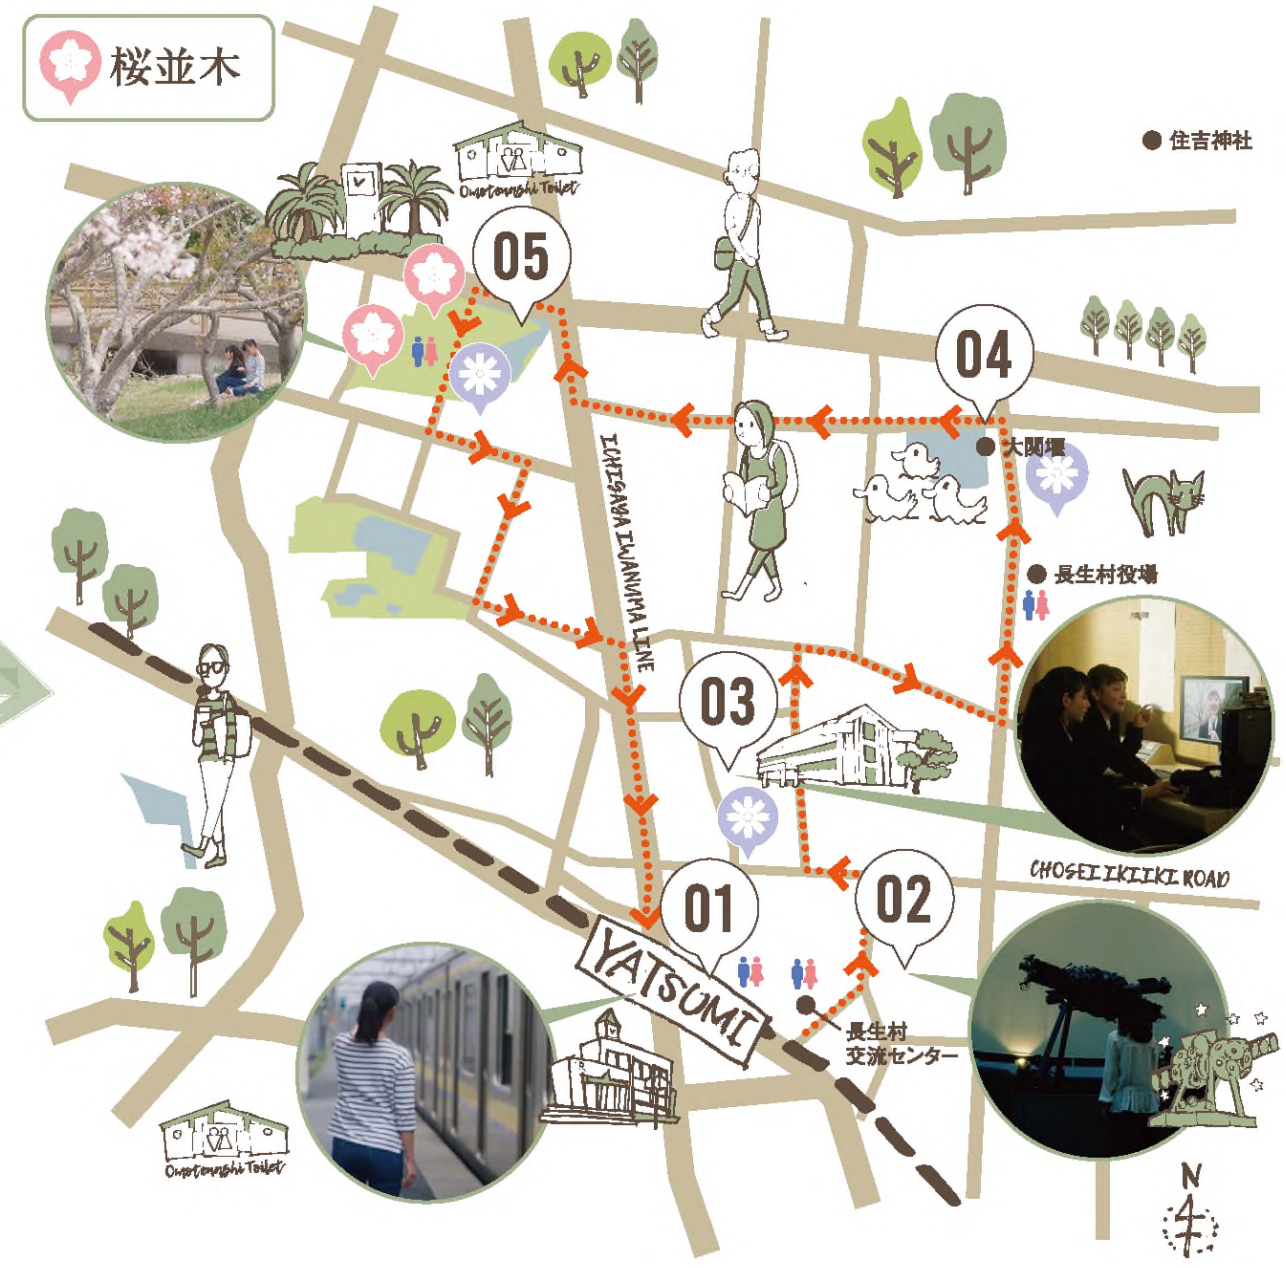 桜並木
住吉神社
Omotenashi Toilet
05
04
大関堰
ICHIGAYA IWANUMA LINE
長生村役場
03
CHOSEI IKIIKI ROAD
01
02
YATSUMI
長生村
交流センター
Omotenashi Toilet
N